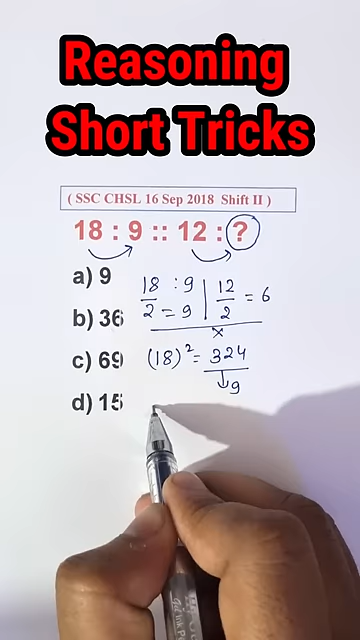 Reasoning
Short Tricks
( SSC CHSL 16 Sep 2018 Shift II )
18 : 9 :: 12 : ?
a) 9
b) 36
c) 69
d) 15
18/2 : 9 | 12/2 = 6
= 9
×
(18)² = 324
↓ 9